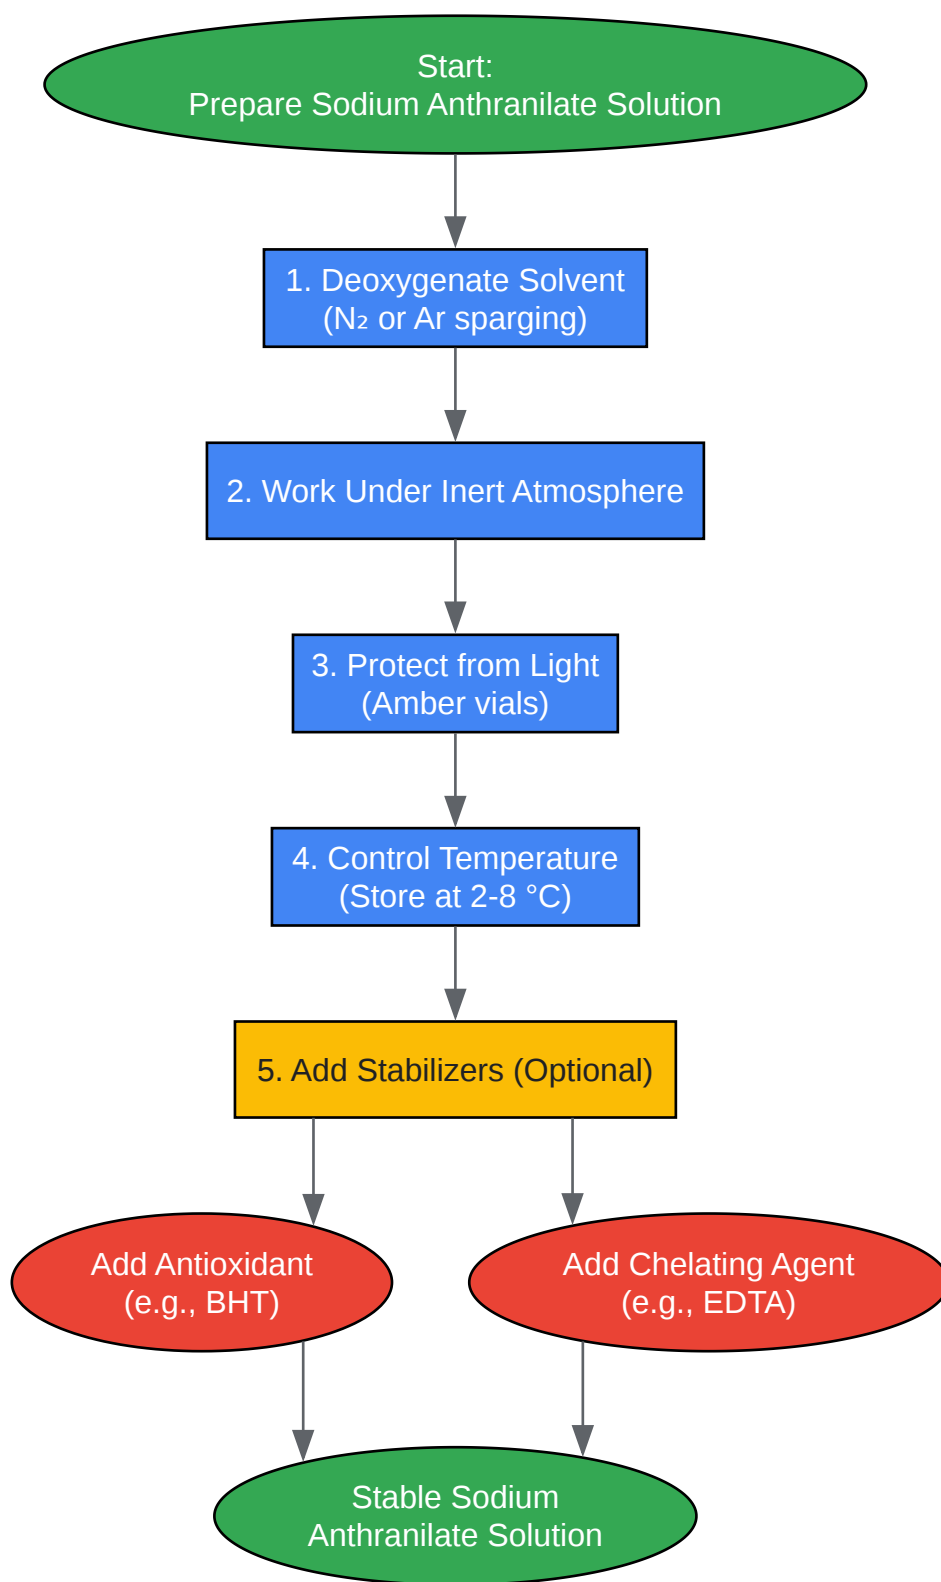 Start:
Prepare Sodium Anthranilate Solution
1. Deoxygenate Solvent
(N₂ or Ar sparging)
2. Work Under Inert Atmosphere
3. Protect from Light
(Amber vials)
4. Control Temperature
(Store at 2-8 °C)
5. Add Stabilizers (Optional)
Add Antioxidant
(e.g., BHT)
Add Chelating Agent
(e.g., EDTA)
Stable Sodium
Anthranilate Solution